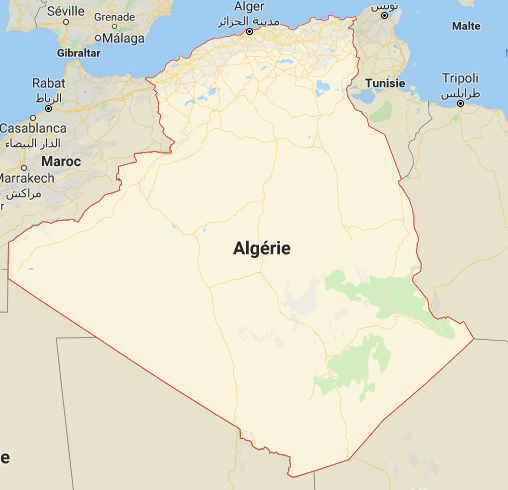 Séville
Grenade
Málaga
Gibraltar
Alger
مدينة الجزائر
تونس
Malte
Tunisie
Tripoli
طرابلس
Rabat
الرباط
Casablanca
الدار البيضاء
Maroc
Marrakech
مراكش
Algérie